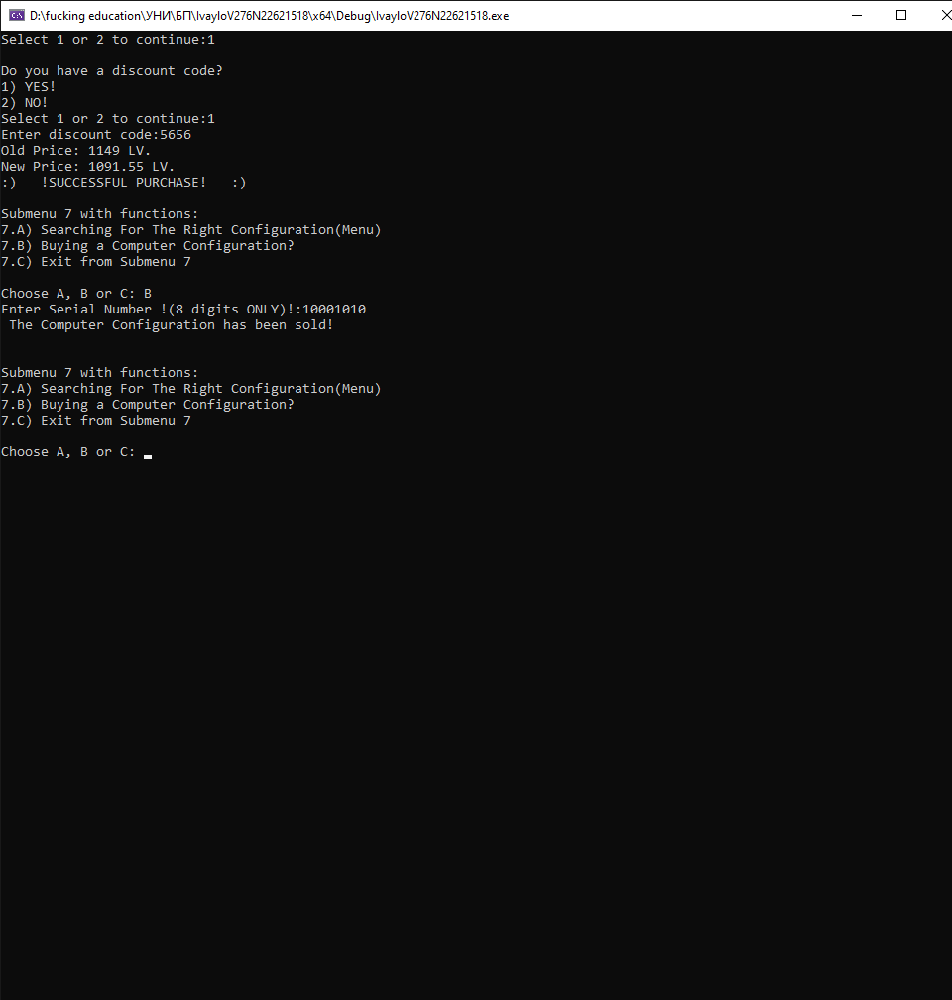 D:\fucking education\УНИ\БП\IvayloV276N22621518\x64\Debug\IvayloV276N22621518.exe
Select 1 or 2 to continue:1
Do you have a discount code?
1) YES!
2) NO!
Select 1 or 2 to continue:1
Enter discount code:5656
Old Price: 1149 LV.
New Price: 1091.55 LV.
:)   !SUCCESSFUL PURCHASE!   :)
Submenu 7 with functions:
7.A) Searching For The Right Configuration(Menu)
7.B) Buying a Computer Configuration?
7.C) Exit from Submenu 7
Choose A, B or C: B
Enter Serial Number !(8 digits ONLY)!:10001010
The Computer Configuration has been sold!
Submenu 7 with functions:
7.A) Searching For The Right Configuration(Menu)
7.B) Buying a Computer Configuration?
7.C) Exit from Submenu 7
Choose A, B or C: